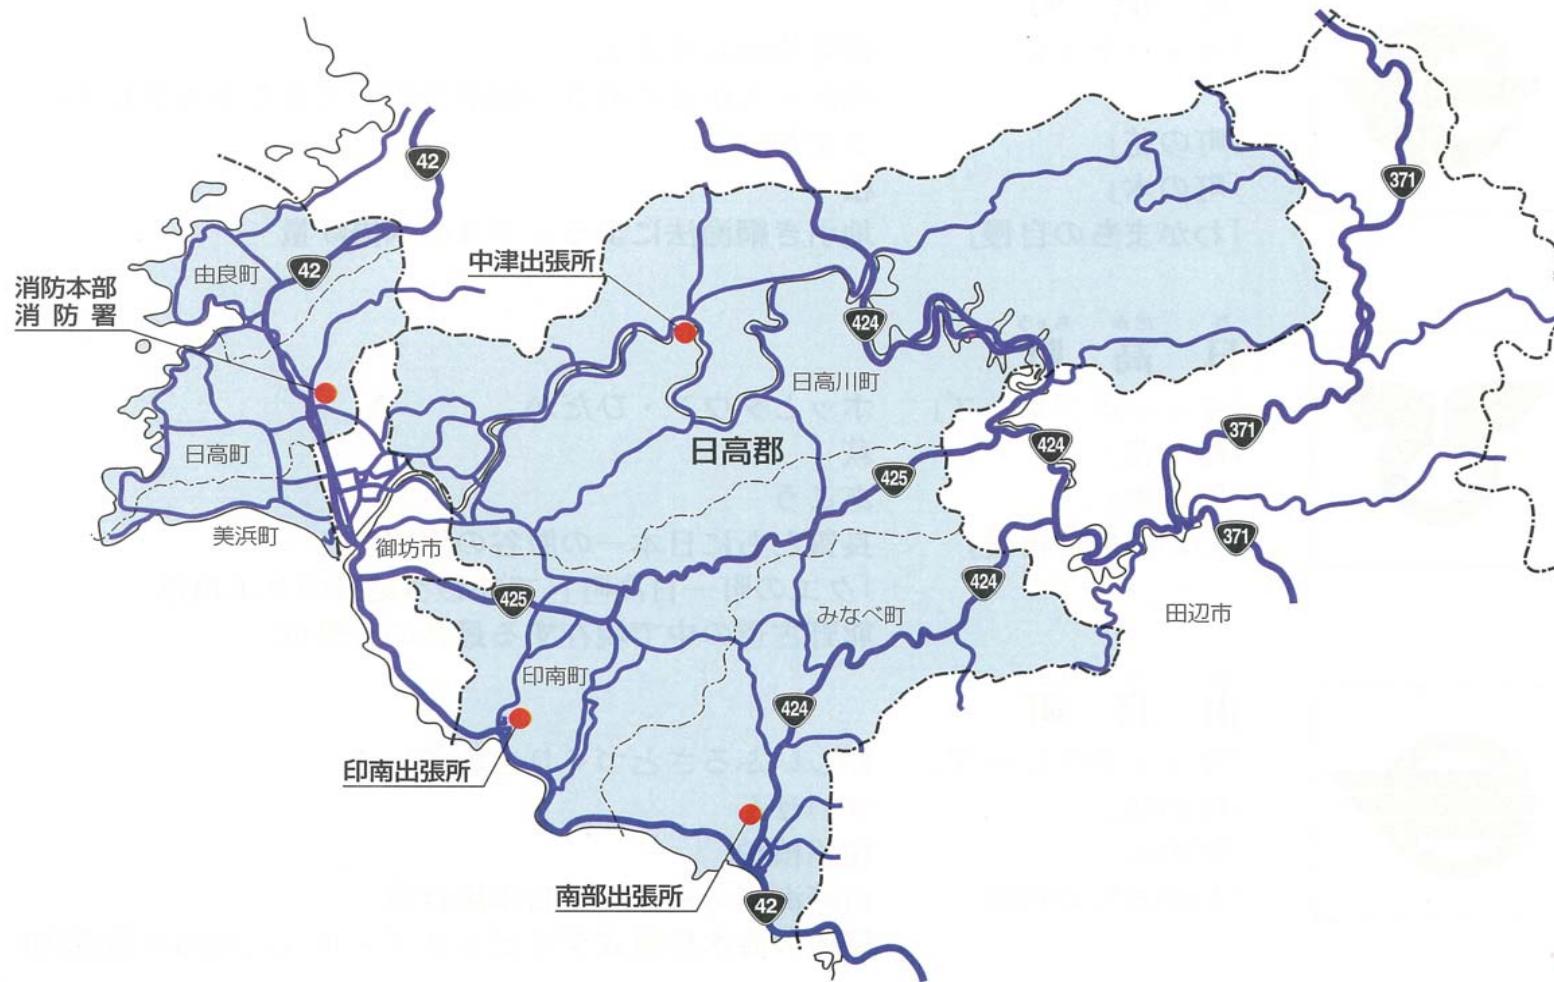 42
371
42
由良町
中津出張所
消防本部
消防署
424
日高川町
日高町
日高郡
424
371
425
美浜町
御坊市
371
424
425
みなべ町
田辺市
印南町
424
印南出張所
南部出張所
42